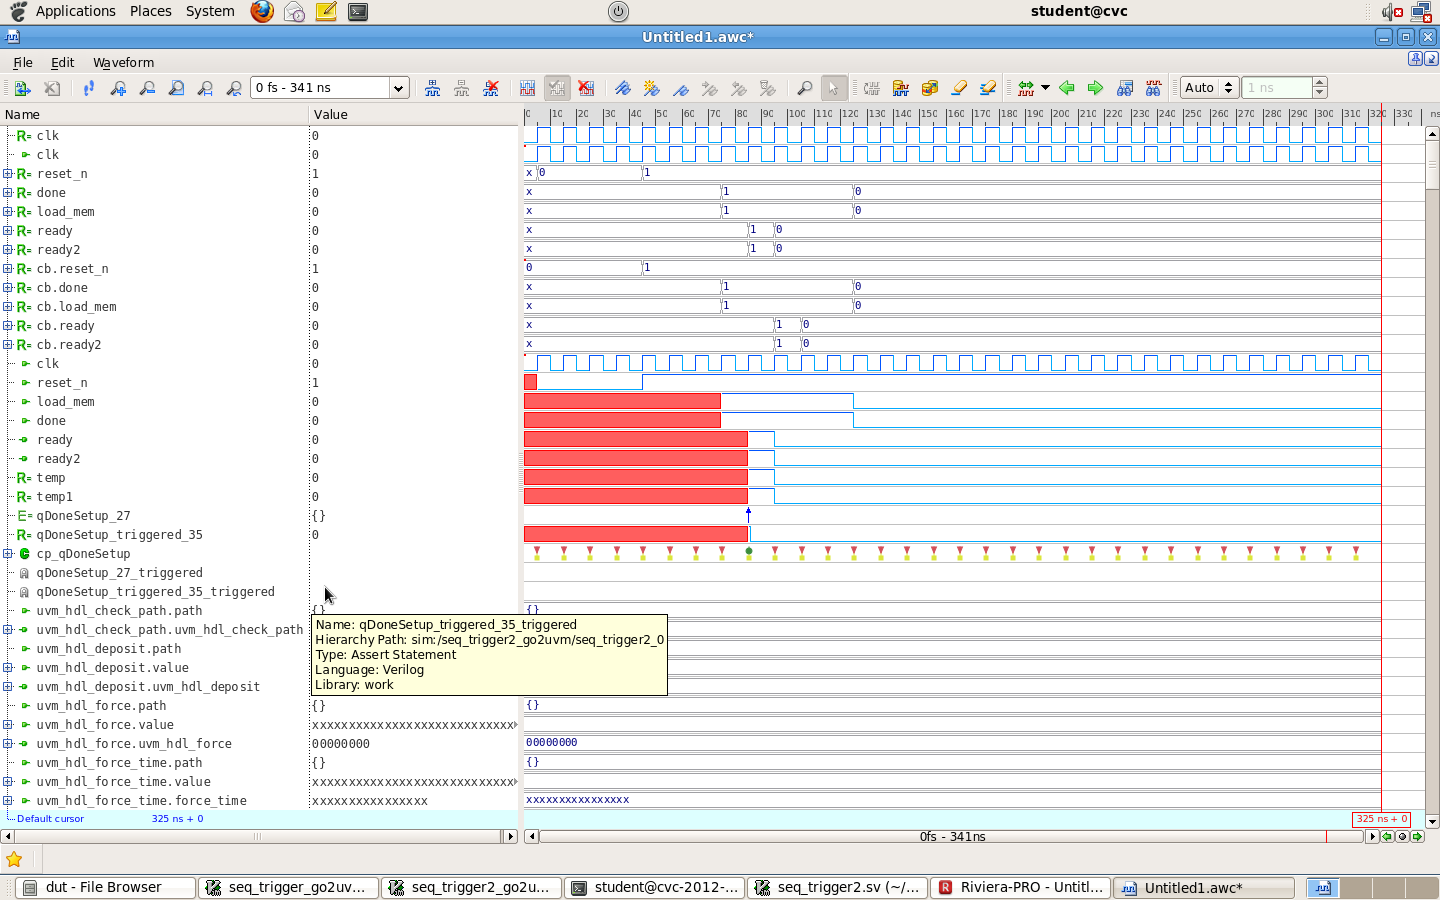 Applications Places System student@cvc
Untitled1.awc*
File Edit Waveform
0 fs - 341 ns Auto 1 ns
Name Value 0 10 20 30 40 50 60 70 80 90 100 110 120 130 140 150 160 170 180 190 200 210 220 230 240 250 260 270 280 290 300 310 320 330 ns
R= clk 0
clk 0
R= reset_n 1 x 0 1
R= done 0 x 1 0
R= load_mem 0 x 1 0
R= ready 0 x 1 0
R= ready2 0 x 1 0
R= cb.reset_n 1 0 1
R= cb.done 0 x 1 0
R= cb.load_mem 0 x 1 0
R= cb.ready 0 x 1 0
R= cb.ready2 0 x 1 0
clk 0
reset_n 1
load_mem 0
done 0
ready 0
ready2 0
R= temp 0
R= temp1 0
E= qDoneSetup_27 {}
R= qDoneSetup_triggered_35 0
C cp_qDoneSetup
qDoneSetup_27_triggered
qDoneSetup_triggered_35_triggered
uvm_hdl_check_path.path {} {}
uvm_hdl_check_path.uvm_hdl_check_path
uvm_hdl_deposit.path
uvm_hdl_deposit.value
uvm_hdl_deposit.uvm_hdl_deposit
Name: qDoneSetup_triggered_35_triggered
Hierarchy Path: sim:/seq_trigger2_go2uvm/seq_trigger2_0
Type: Assert Statement
Language: Verilog
Library: work
uvm_hdl_force.path {} {}
uvm_hdl_force.value xxxxxxxxxxxxxxxxxxxxxxxxxxxx
uvm_hdl_force.uvm_hdl_force 00000000 00000000
uvm_hdl_force_time.path {} {}
uvm_hdl_force_time.value xxxxxxxxxxxxxxxxxxxxxxxxxxxx
uvm_hdl_force_time.force_time xxxxxxxxxxxxxxxx xxxxxxxxxxxxxxxx
Default cursor 325 ns + 0 325 ns + 0
0fs - 341ns
dut - File Browser seq_trigger_go2uv... seq_trigger2_go2u... student@cvc-2012-... seq_trigger2.sv (~/... Riviera-PRO - Untitl... Untitled1.awc*